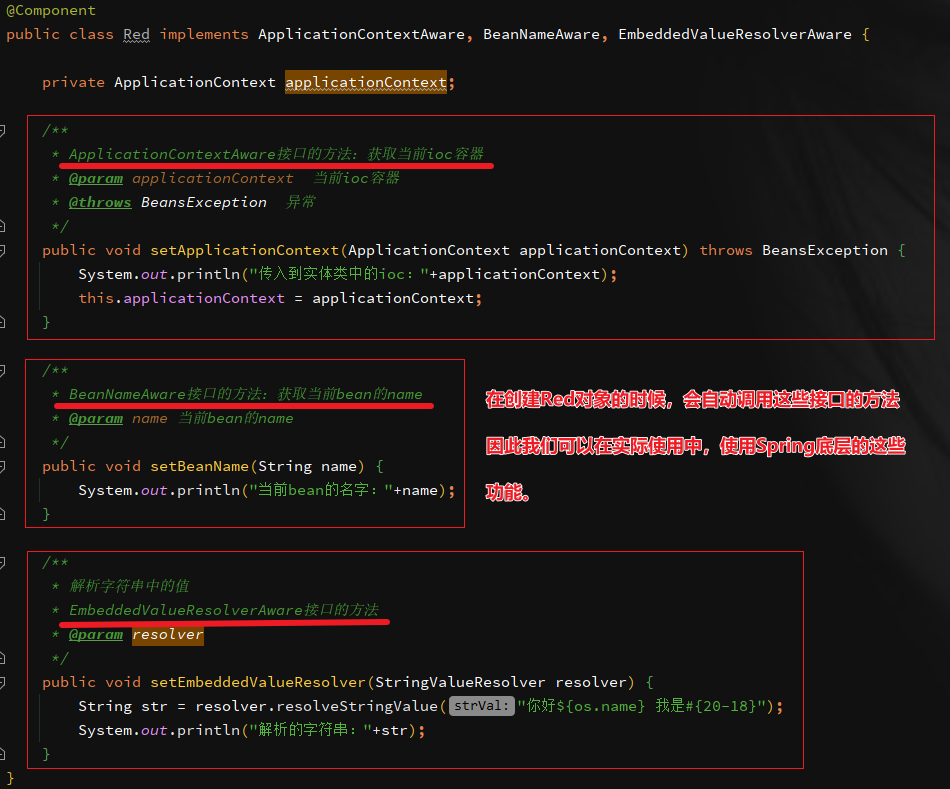 @Component
public class Red implements ApplicationContextAware, BeanNameAware, EmbeddedValueResolverAware {
private ApplicationContext applicationContext;
/**
* ApplicationContextAware接口的方法：获取当前ioc容器
* @param applicationContext 当前ioc容器
* @throws BeansException 异常
*/
public void setApplicationContext(ApplicationContext applicationContext) throws BeansException {
System.out.println("传入到实体类中的ioc："+applicationContext);
this.applicationContext = applicationContext;
}
/**
* BeanNameAware接口的方法：获取当前bean的name
* @param name 当前bean的name
*/
public void setBeanName(String name) {
System.out.println("当前bean的名字："+name);
}
在创建Red对象的时候，会自动调用这些接口的方法
因此我们可以在实际使用中，使用Spring底层的这些
功能。
/**
* 解析字符串中的值
* EmbeddedValueResolverAware接口的方法
* @param resolver
*/
public void setEmbeddedValueResolver(StringValueResolver resolver) {
String str = resolver.resolveStringValue( strVal: "你好${os.name} 我是#{20-18}");
System.out.println("解析的字符串："+str);
}
}